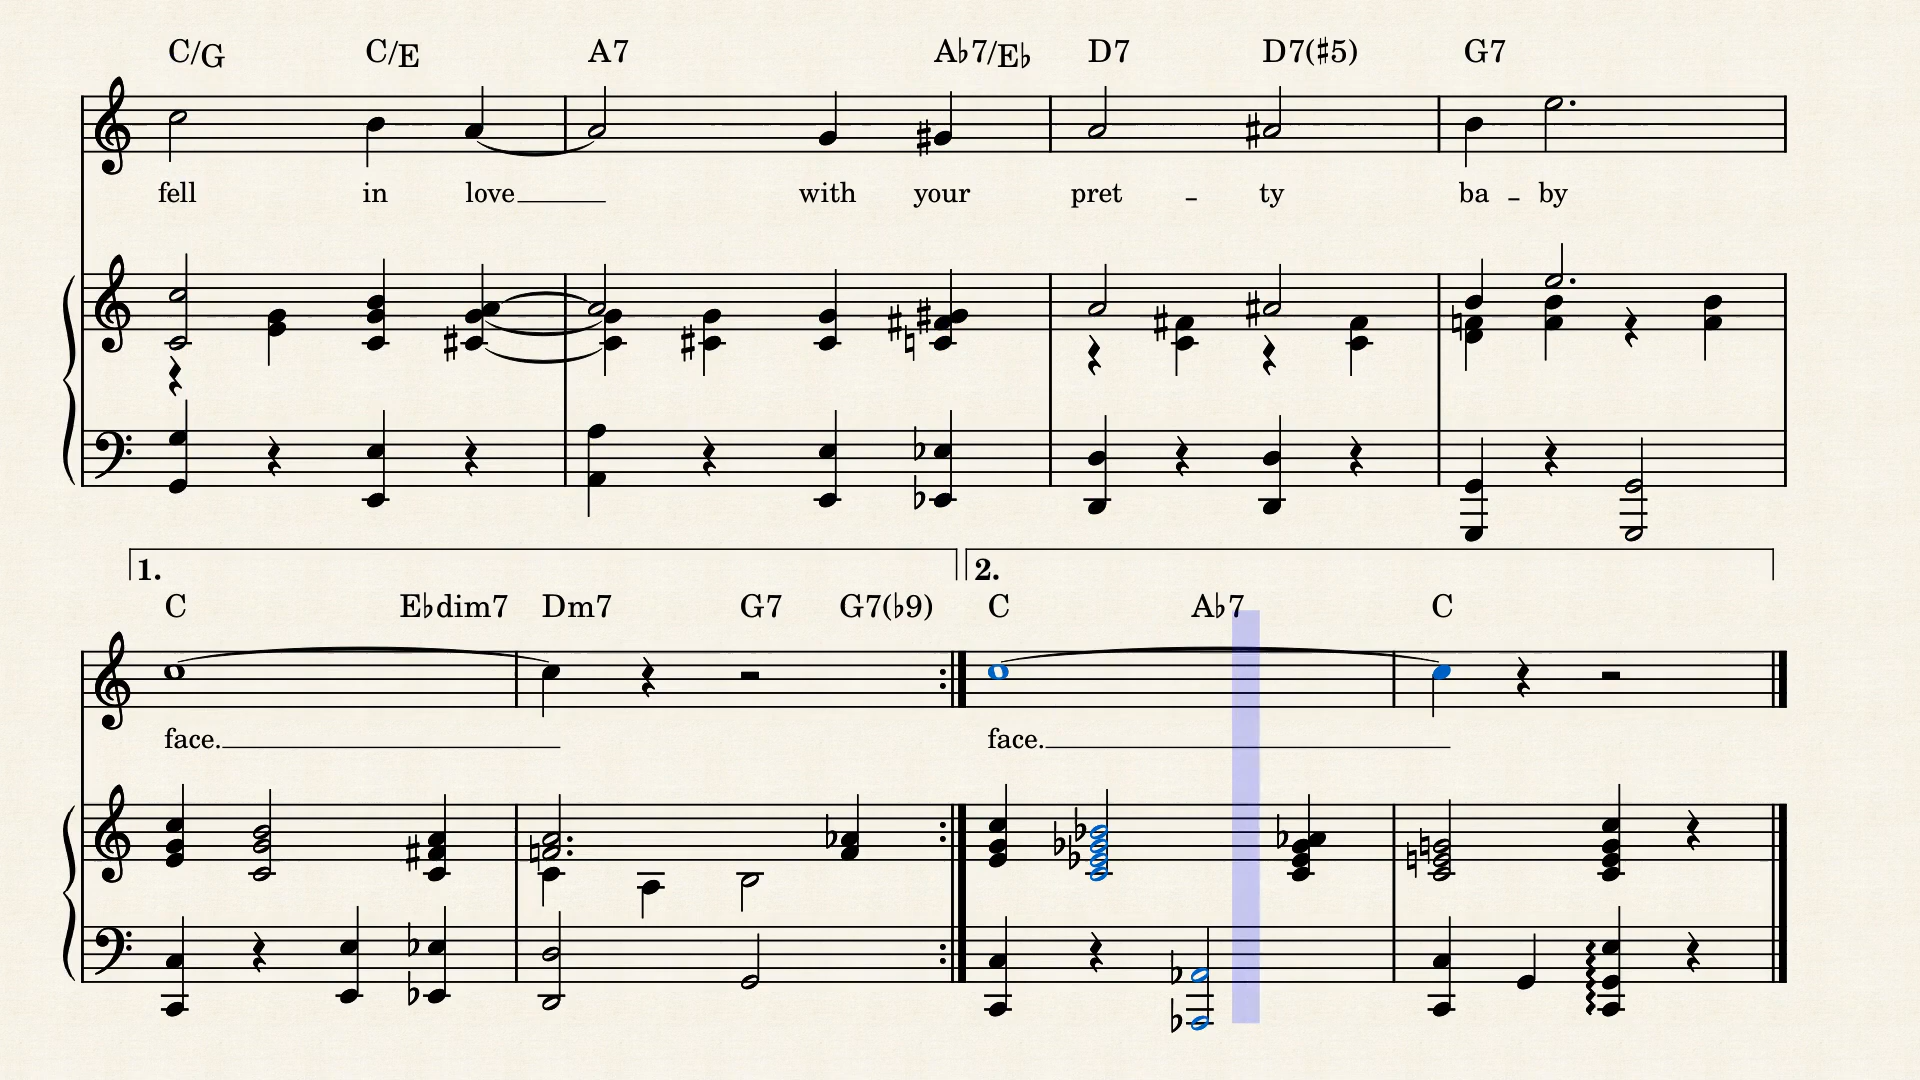 C/G C/E A7 A♭7/E♭ D7 D7(♯5) G7
fell in love with your pret - ty ba - by
1. 2.
C E♭dim7 Dm7 G7 G7(♭9) C A♭7 C
face. face.